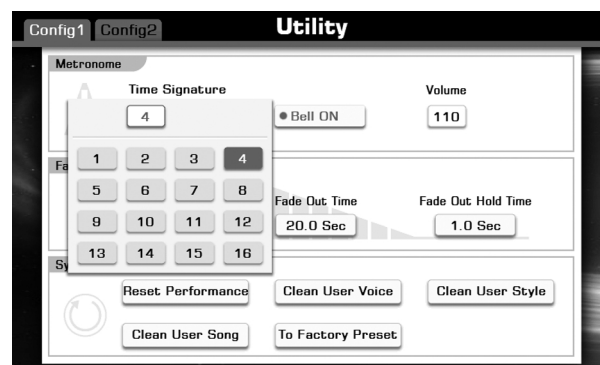 Config1 Config2 Utility
Metronome
Time Signature Volume
4 Bell ON 110
1 2 3 4
Fa
5 6 7 8
Fade Out Time Fade Out Hold Time
9 10 11 12
20.0 Sec 1.0 Sec
13 14 15 16
Sy
Reset Performance Clean User Voice Clean User Style
Clean User Song To Factory Preset